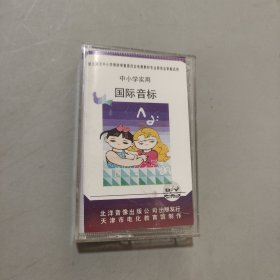 中小学实用
国际音标
北洋音像出版公司出版发行
天津市电化教育馆制作